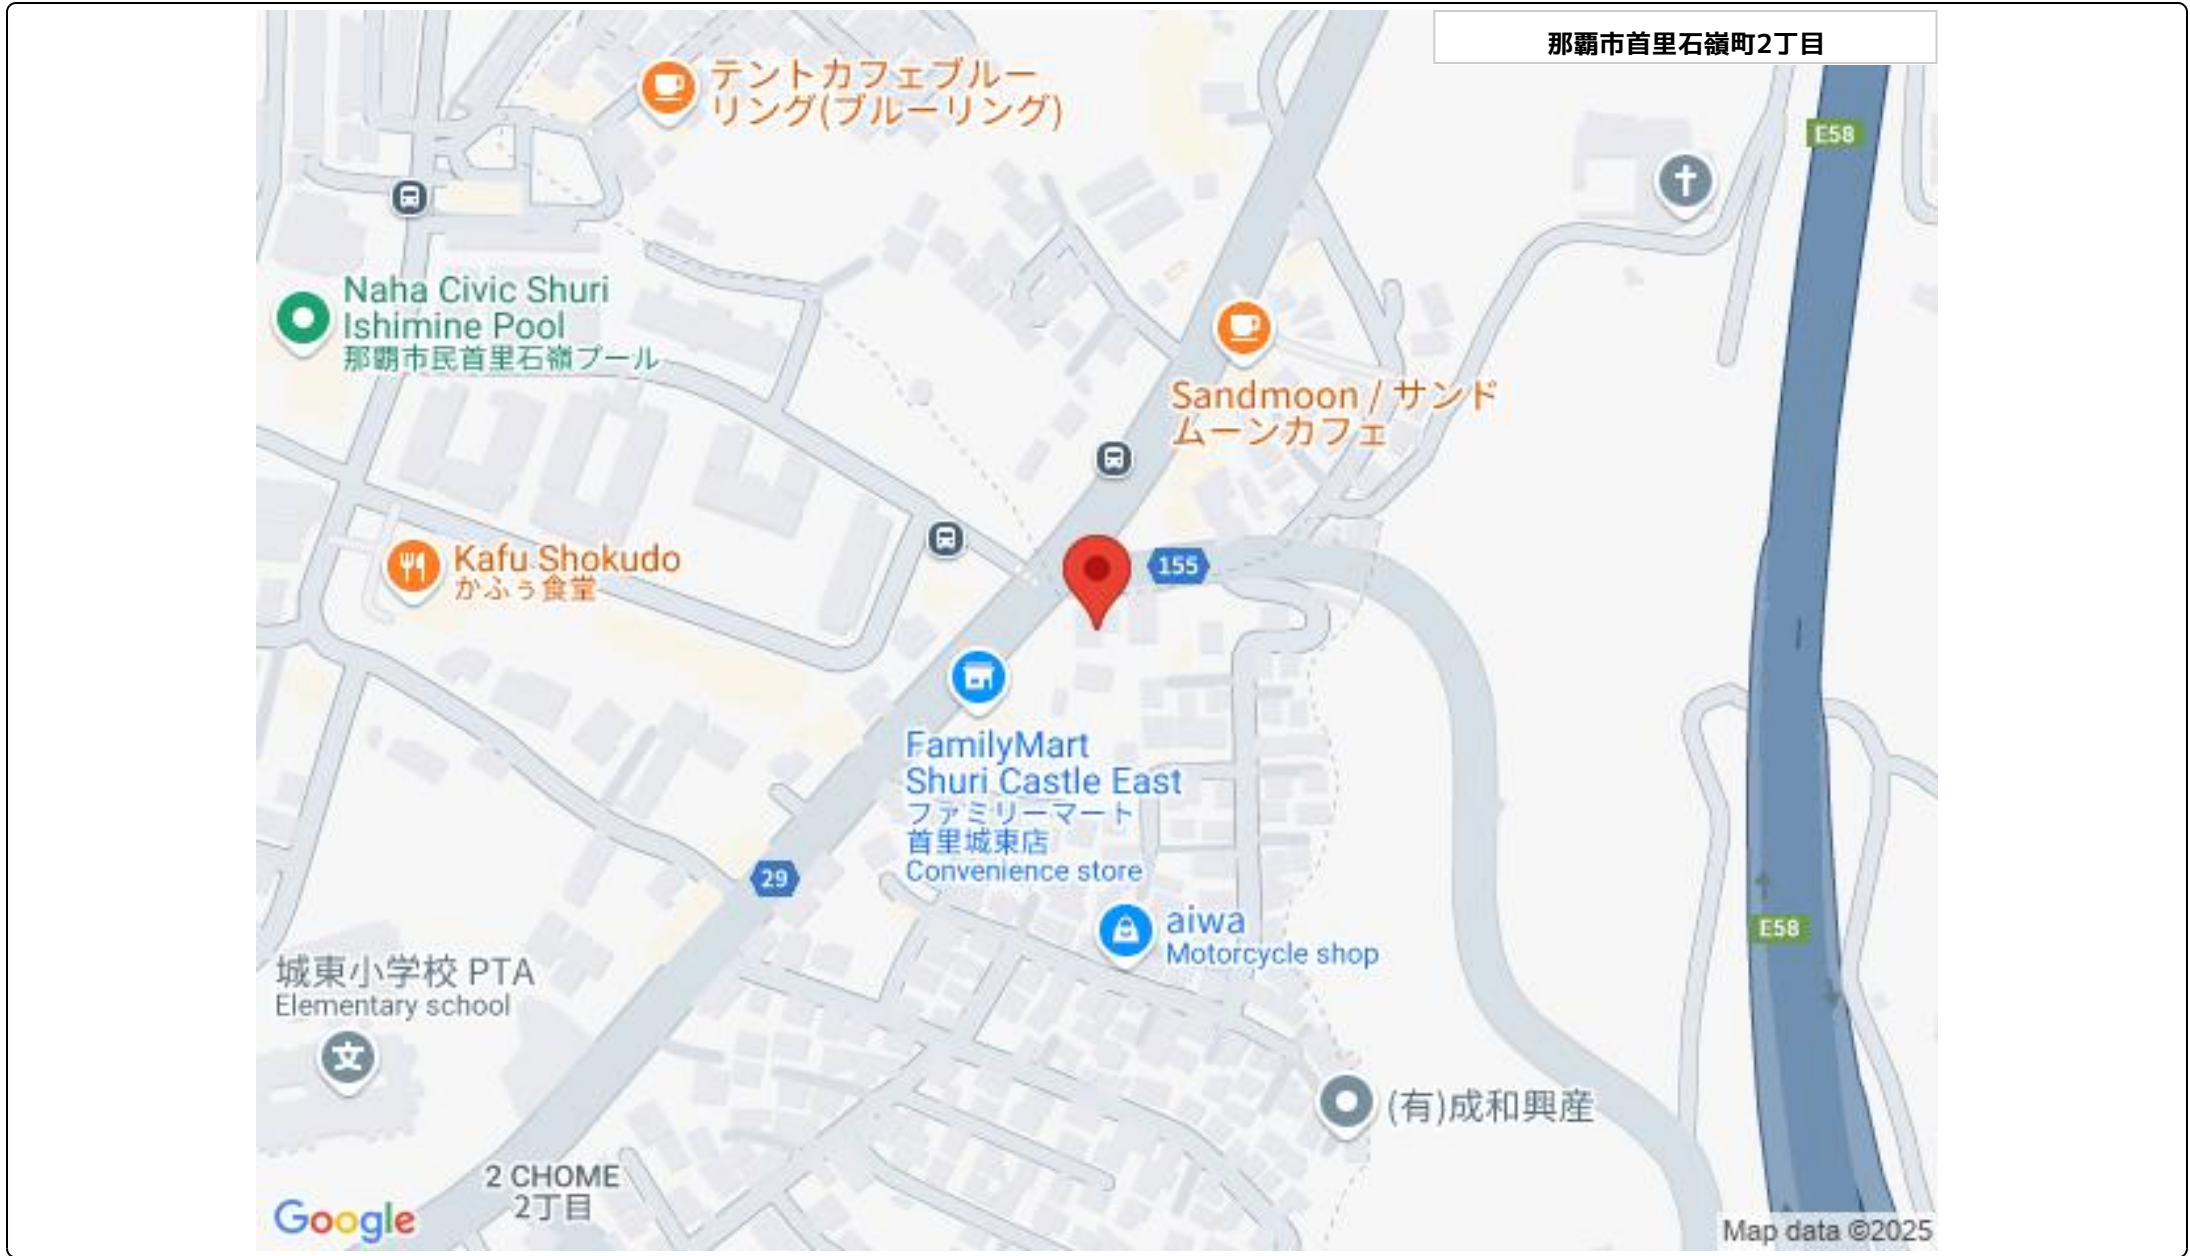 那覇市首里石嶺町2丁目
テントカフェブルー
リング(ブルーリング)
E58
Naha Civic Shuri
Ishimine Pool
那覇市民首里石嶺プール
Sandmoon / サンド
ムーンカフェ
Kafu Shokudo
かふぅ食堂
155
FamilyMart
Shuri Castle East
ファミリーマート
首里城東店
Convenience store
29
aiwa
Motorcycle shop
E58
城東小学校 PTA
Elementary school
文
(有)成和興産
2 CHOME
2丁目
Google
Map data ©2025